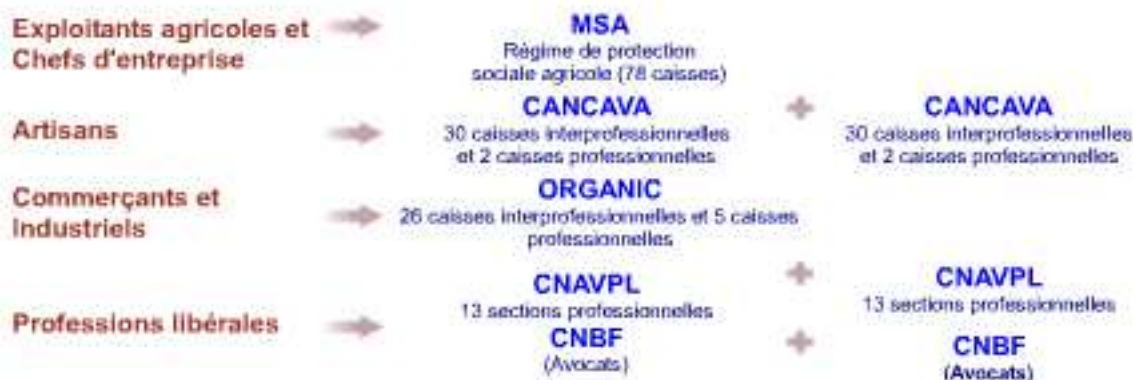 Exploitants agricoles et
Chefs d'entreprise
MSA
Régime de protection
sociale agricole (78 caisses)
Artisans
CANCAVA
30 caisses interprofessionnelles
et 2 caisses professionnelles
CANCAVA
30 caisses interprofessionnelles
et 2 caisses professionnelles
Commerçants et
Industriels
ORGANIC
26 caisses interprofessionnelles et 5 caisses
professionnelles
Professions libérales
CNAVPL
13 sections professionnelles
CNBF
(Avocats)
CNAVPL
13 sections professionnelles
CNBF
(Avocats)